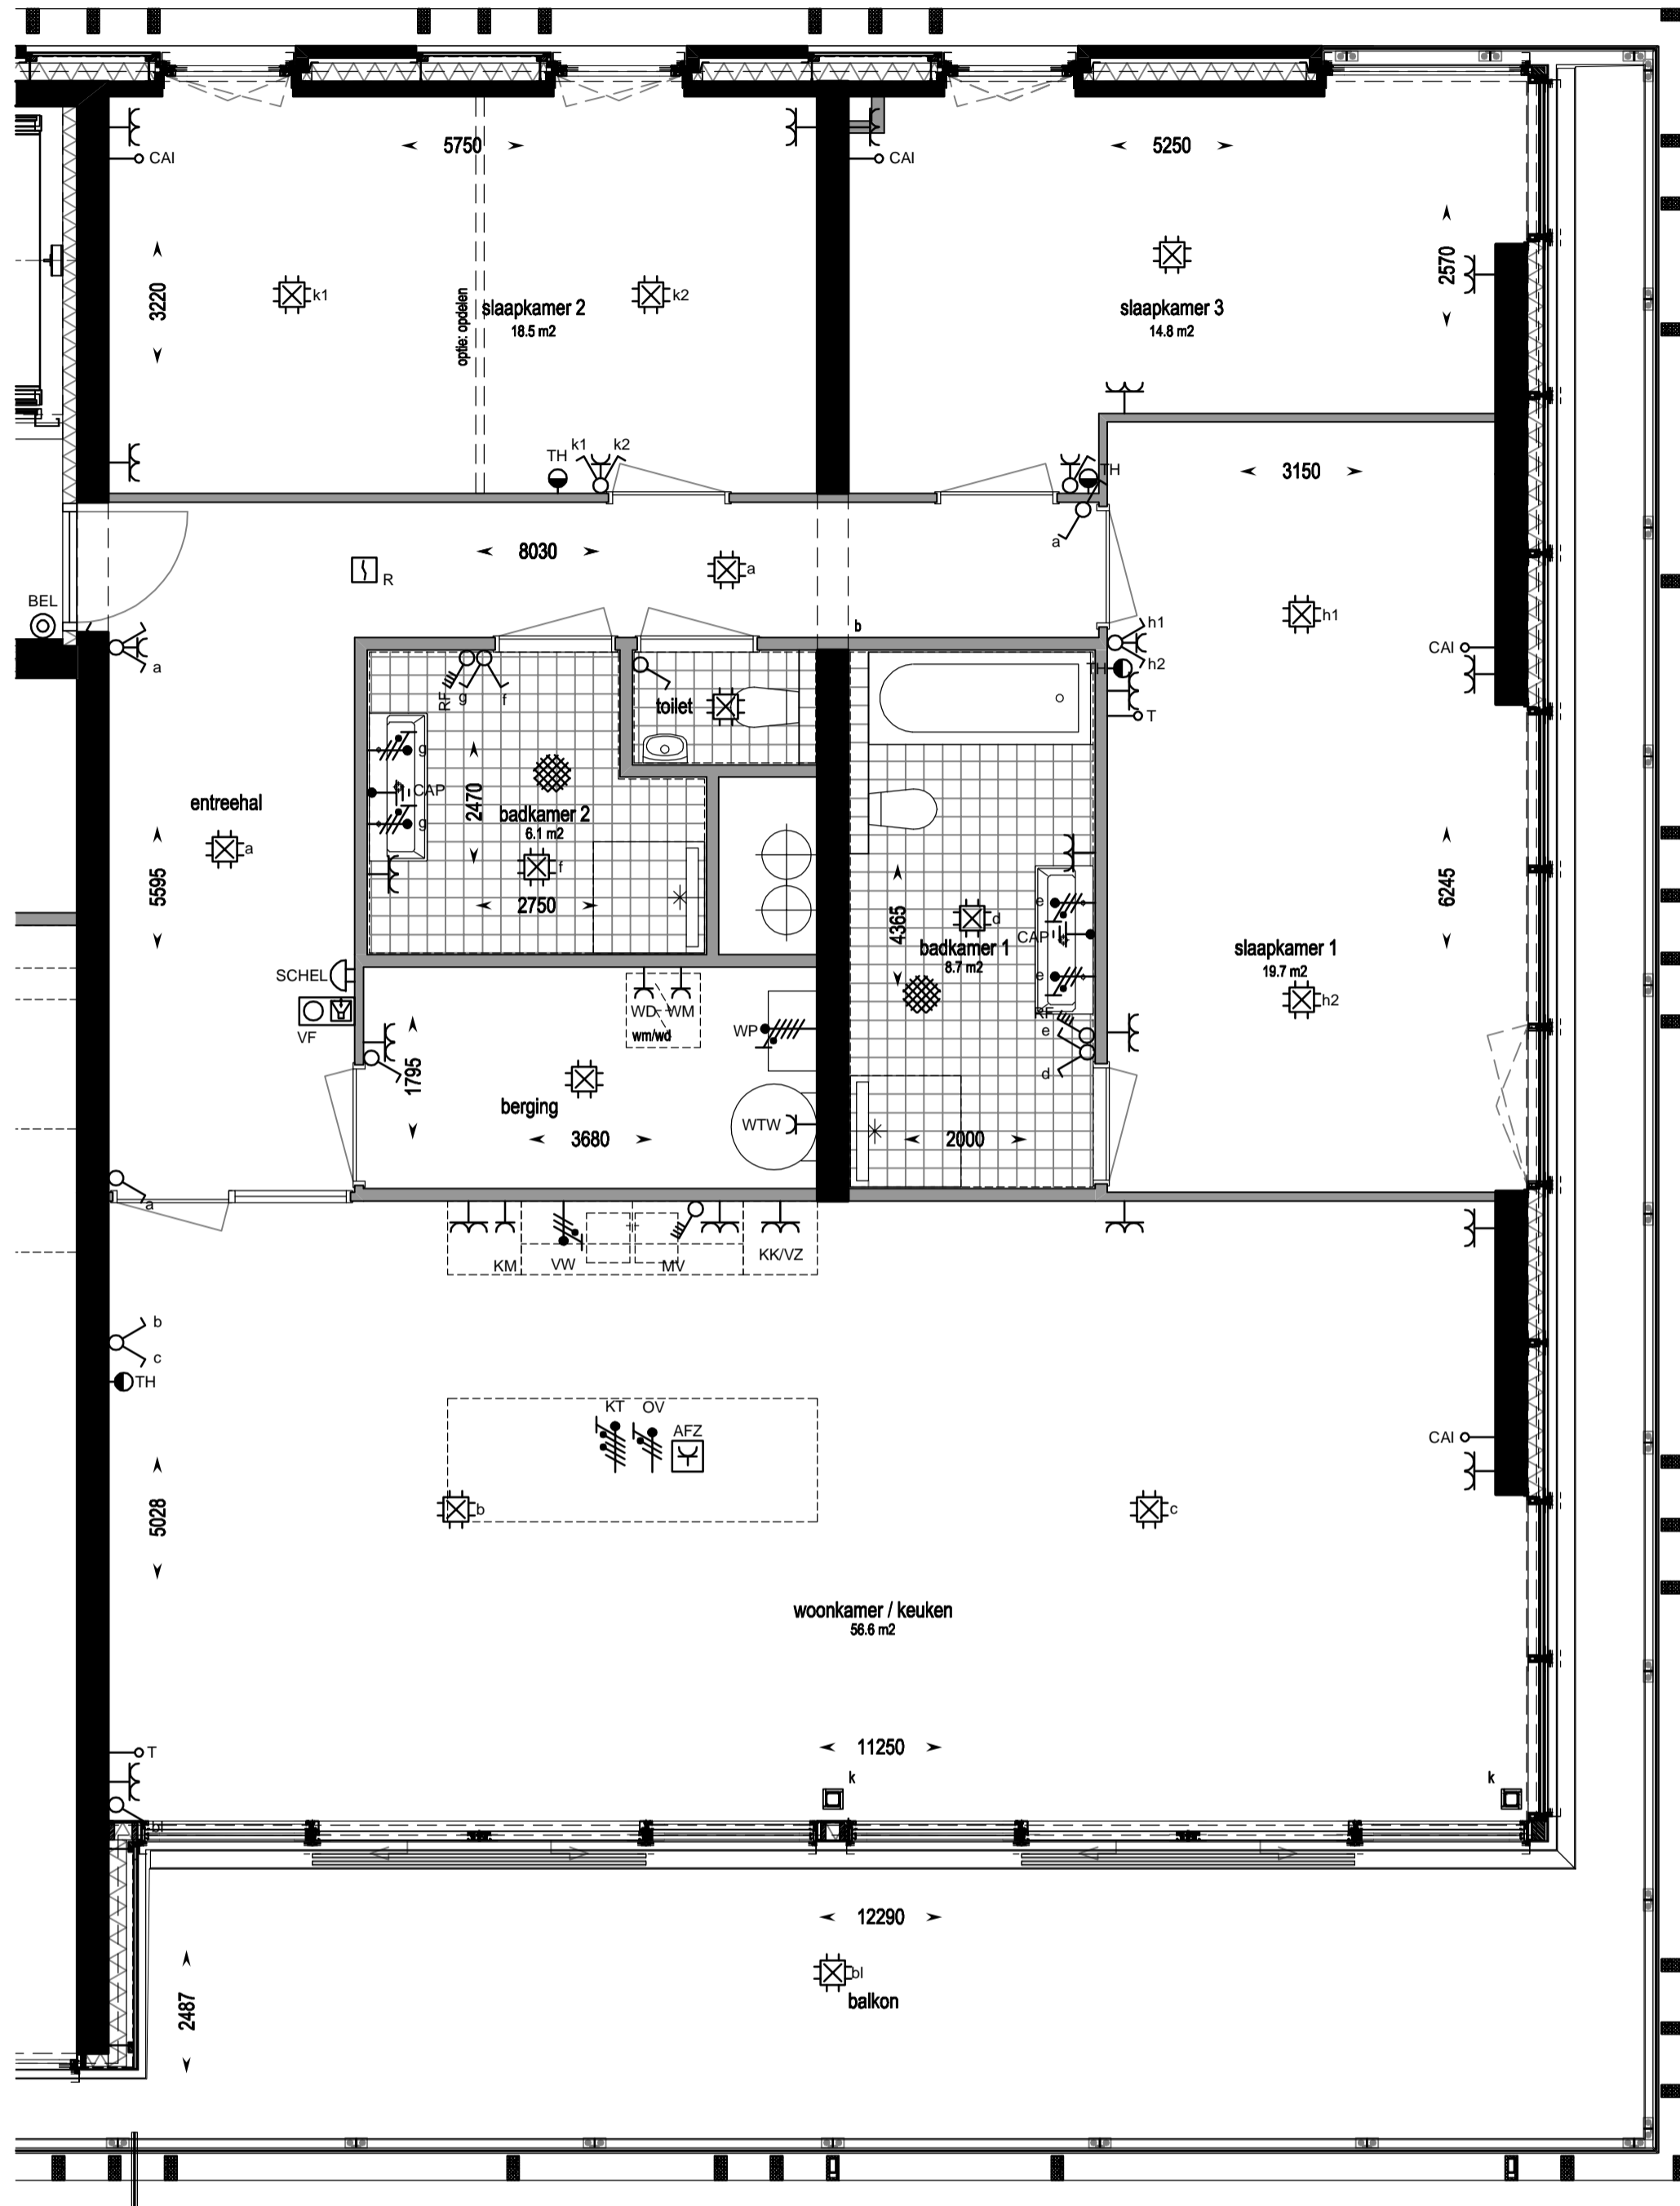 5750
5250
CAI
CAI
3220
2570
k1
k2
optie: opdelen
slaapkamer 2
18.5 m2
slaapkamer 3
14.8 m2
TH
k1
k2
TH
3150
8030
a
a
R
BEL
a
b
h1
h2
h1
CAI
TH
T
RF
g
f
toilet
g
CAP
g
2470
badkamer 2
6.1 m2
f
2750
entreehal
a
5595
4365
d
badkamer 1
8.7 m2
e
CAP
e
RF
e
d
6245
slaapkamer 1
19.7 m2
h2
SCHEL
VF
WD
WM
wm/wd
WP
1795
berging
3680
WTW
2000
a
KM
VW
MV
KK/VZ
b
c
TH
KT
OV
AFZ
CAI
5028
b
c
woonkamer / keuken
56.6 m2
11250
T
k
k
bl
12290
bl
balkon
2487